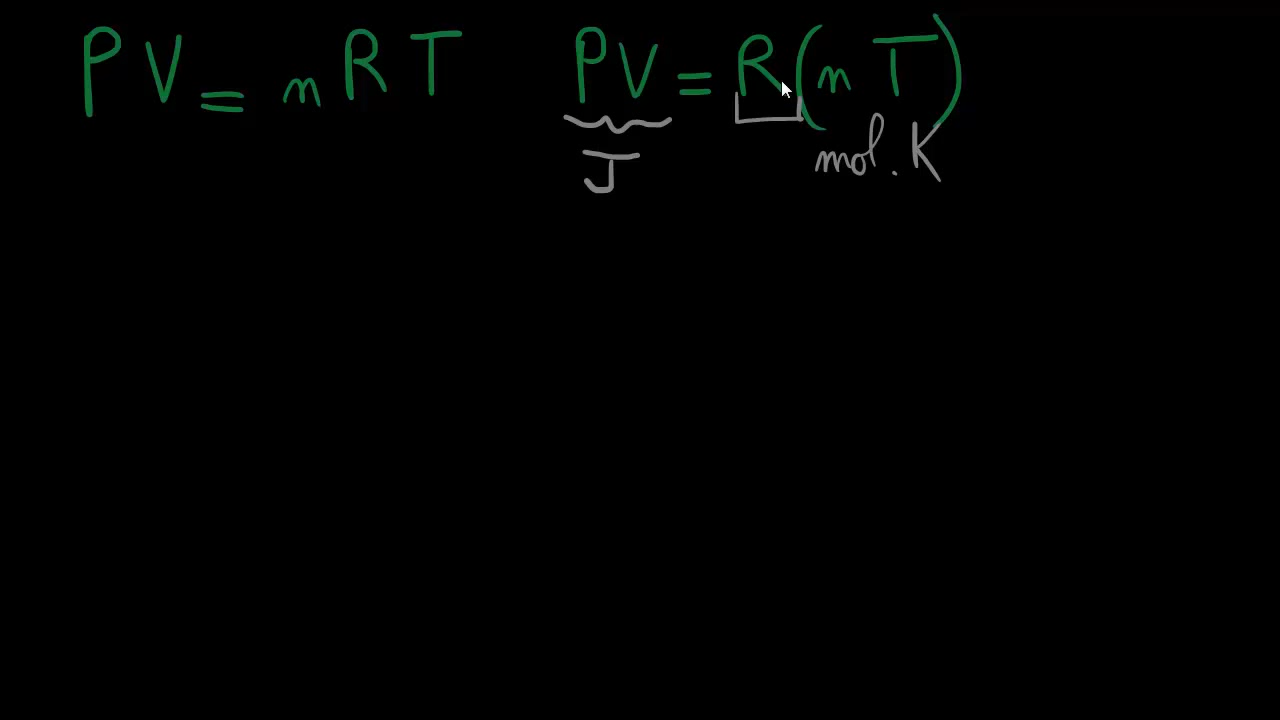 PV = nRT PV = R(nT)
J mol.K